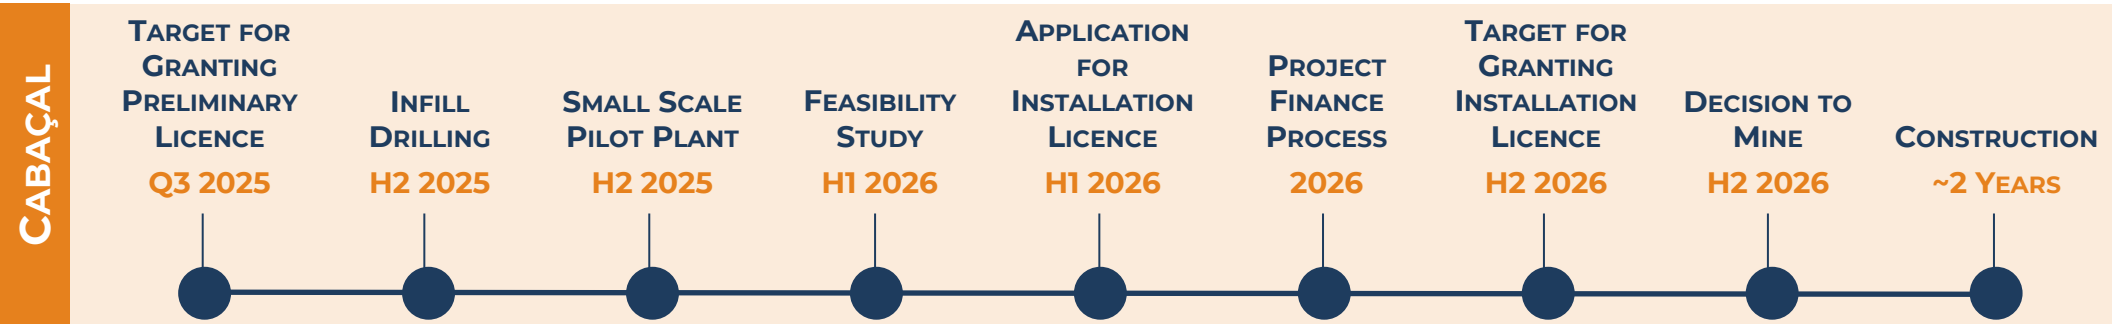 CABAÇAL
TARGET FOR
GRANTING
PRELIMINARY
LICENCE
Q3 2025
INFILL
DRILLING
H2 2025
SMALL SCALE
PILOT PLANT
H2 2025
FEASIBILITY
STUDY
H1 2026
APPLICATION
FOR
INSTALLATION
LICENCE
H1 2026
PROJECT
FINANCE
PROCESS
2026
TARGET FOR
GRANTING
INSTALLATION
LICENCE
H2 2026
DECISION TO
MINE
H2 2026
CONSTRUCTION
~2 YEARS